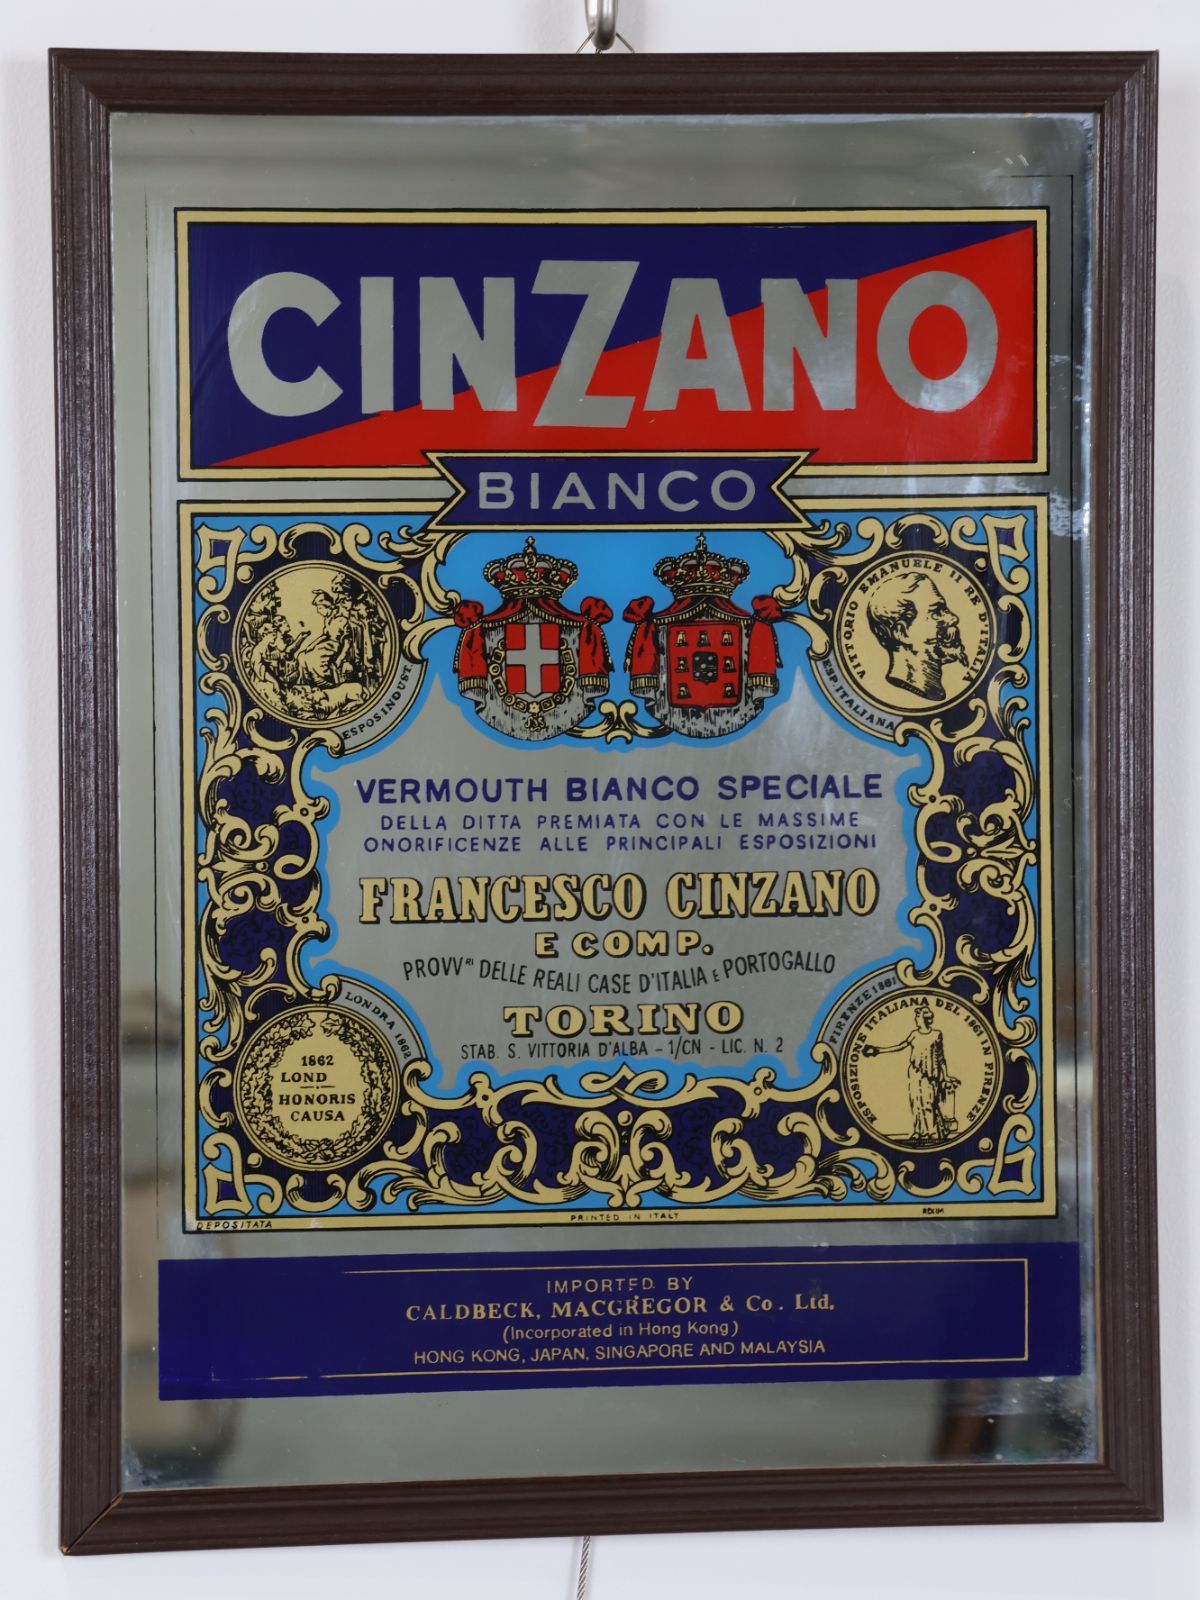 CINZANO
BIANCO
ESPOS.INDUST.
VITTORIO EMANUELE II RE D'ITALIA
ESP.ITALIANA
VERMOUTH BIANCO SPECIALE
DELLA DITTA PREMIATA CON LE MASSIME
ONORIFICENZE ALLE PRINCIPALI ESPOSIZIONI
FRANCESCO CINZANO
E COMP.
PROVVRI DELLE REALI CASE D'ITALIA E PORTOGALLO
TORINO
STAB. S. VITTORIA D'ALBA - 1/CN - LIC. N. 2
LONDRA 1862
1862
LOND
HONORIS
CAUSA
FIRENZE 1861
ESPOSIZIONE ITALIANA DEL 1861 IN FIRENZE
DEPOSITATA
PRINTED IN ITALY
IMPORTED BY
CALDBECK, MACGREGOR & Co. Ltd.
(Incorporated in Hong Kong)
HONG KONG, JAPAN, SINGAPORE AND MALAYSIA